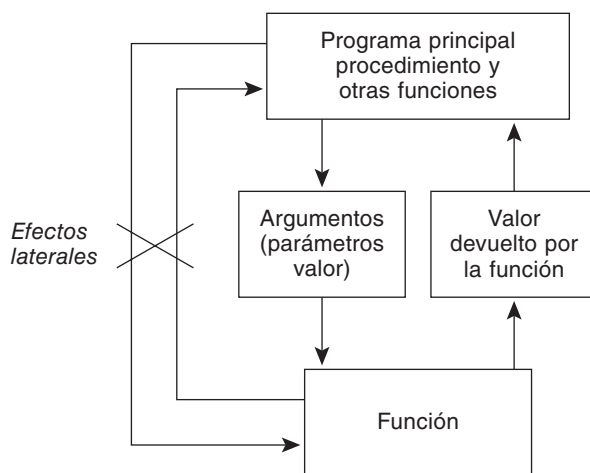 Programa principal
procedimiento y
otras funciones
Efectos
laterales
Argumentos
(parámetros
valor)
Valor
devuelto por
la función
Función